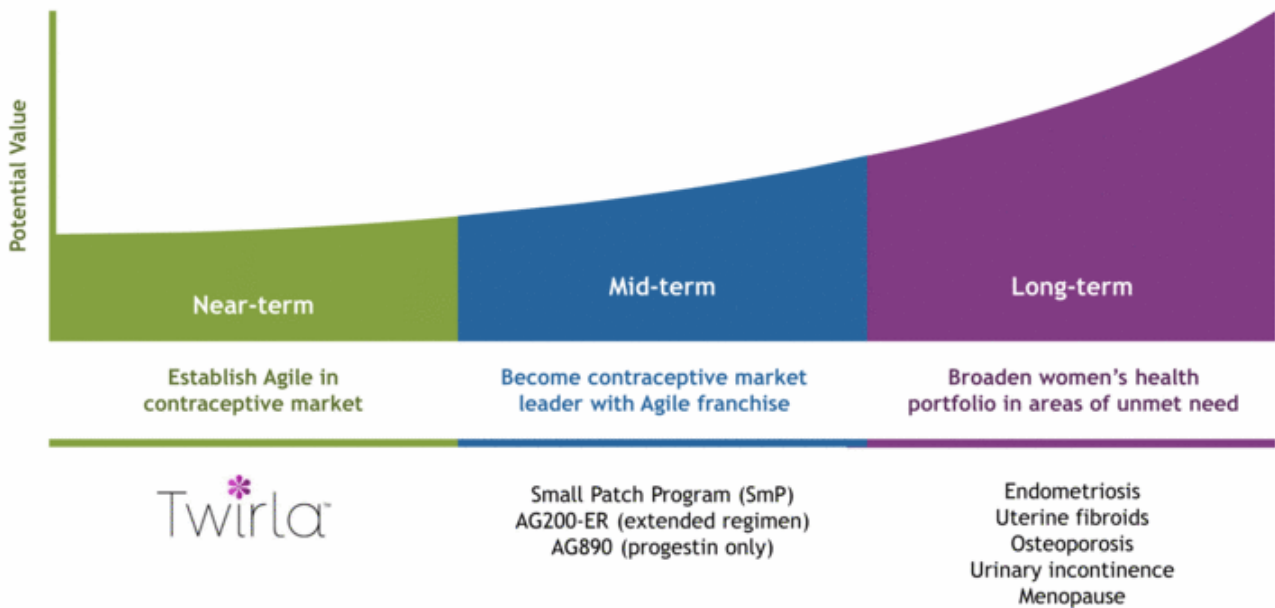 Potential Value
Near-term
Mid-term
Long-term
Establish Agile in
contraceptive market
Become contraceptive market
leader with Agile franchise
Broaden women's health
portfolio in areas of unmet need
Twirla™
Small Patch Program (SmP)
AG200-ER (extended regimen)
AG890 (progestin only)
Endometriosis
Uterine fibroids
Osteoporosis
Urinary incontinence
Menopause